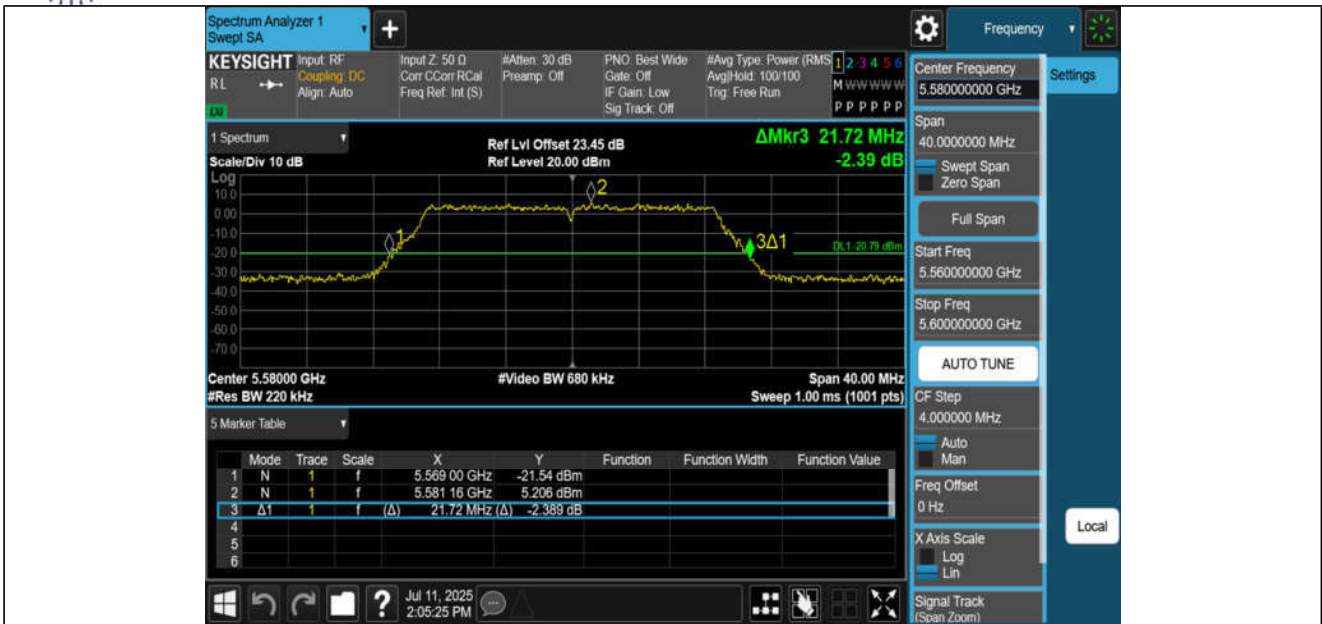 Spectrum Analyzer 1
Swept SA
+
Frequency
KEYSIGHT
RL
LXI
Input: RF
Coupling: DC
Align: Auto
Input Z: 50 Ω
Corr CCorr RCal
Freq Ref: Int (S)
#Atten: 30 dB
Preamp: Off
PNO: Best Wide
Gate: Off
IF Gain: Low
Sig Track: Off
#Avg Type: Power (RMS
Avg|Hold: 100/100
Trig: Free Run
1 2 3 4 5 6
M W W W W W
P P P P P P
1 Spectrum
Scale/Div 10 dB
Ref Lvl Offset 23.45 dB
Ref Level 20.00 dBm
ΔMkr3 21.72 MHz
-2.39 dB
Log
10.0
0.00
-10.0
-20.0
-30.0
-40.0
-50.0
-60.0
-70.0
1
2
3Δ1
DL1 -20.79 dBm
Center 5.58000 GHz
#Res BW 220 kHz
#Video BW 680 kHz
Span 40.00 MHz
Sweep 1.00 ms (1001 pts)
5 Marker Table
Mode Trace Scale X Y Function Function Width Function Value
1 N 1 f 5.569 00 GHz -21.54 dBm
2 N 1 f 5.581 16 GHz 5.206 dBm
3 Δ1 1 f (Δ) 21.72 MHz (Δ) -2.389 dB
4
5
6
?
Jul 11, 2025
2:05:25 PM
Center Frequency
5.580000000 GHz
Span
40.0000000 MHz
Swept Span
Zero Span
Full Span
Start Freq
5.560000000 GHz
Stop Freq
5.600000000 GHz
AUTO TUNE
CF Step
4.000000 MHz
Auto
Man
Freq Offset
0 Hz
X Axis Scale
Log
Lin
Signal Track
(Span Zoom)
Settings
Local